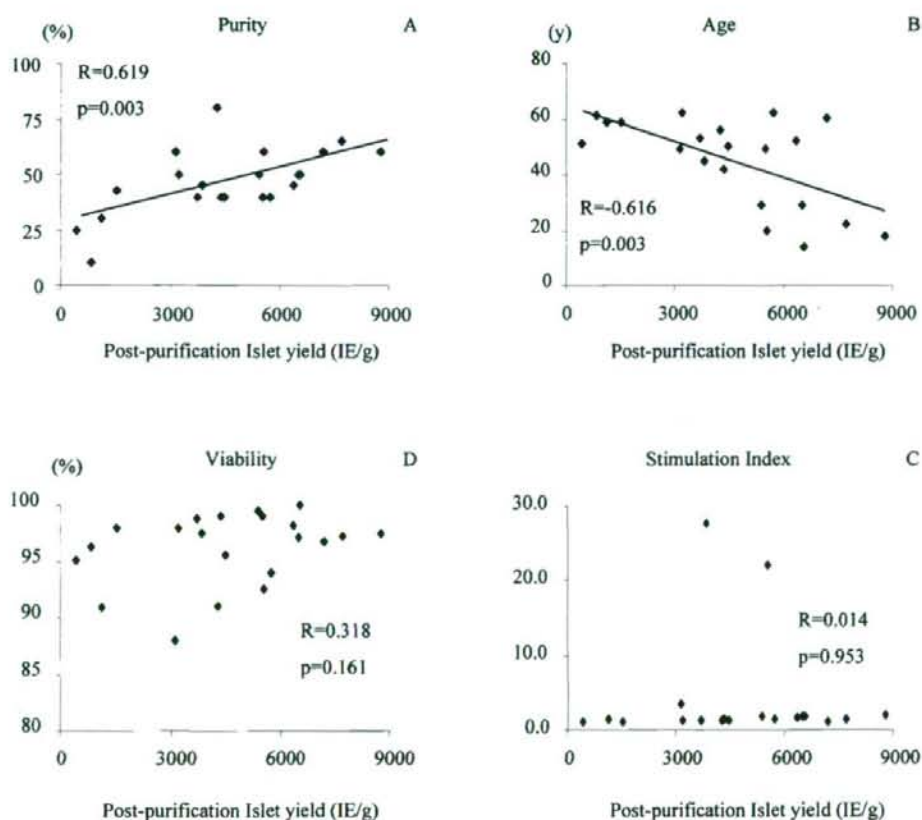 (%) Purity A
100
R=0.619
p=0.003
75
50
25
0
0 3000 6000 9000
Post-purification Islet yield (IE/g)
(y) Age B
80
60
40
R=-0.616
20
p=0.003
0
0 3000 6000 9000
Post-purification Islet yield (IE/g)
(%) Viability D
100
95
90
R=0.318
85
p=0.161
80
0 3000 6000 9000
Post-purification Islet yield (IE/g)
Stimulation Index C
30.0
20.0
R=0.014
10.0
p=0.953
0.0
0 3000 6000 9000
Post-purification Islet yield (IE/g)